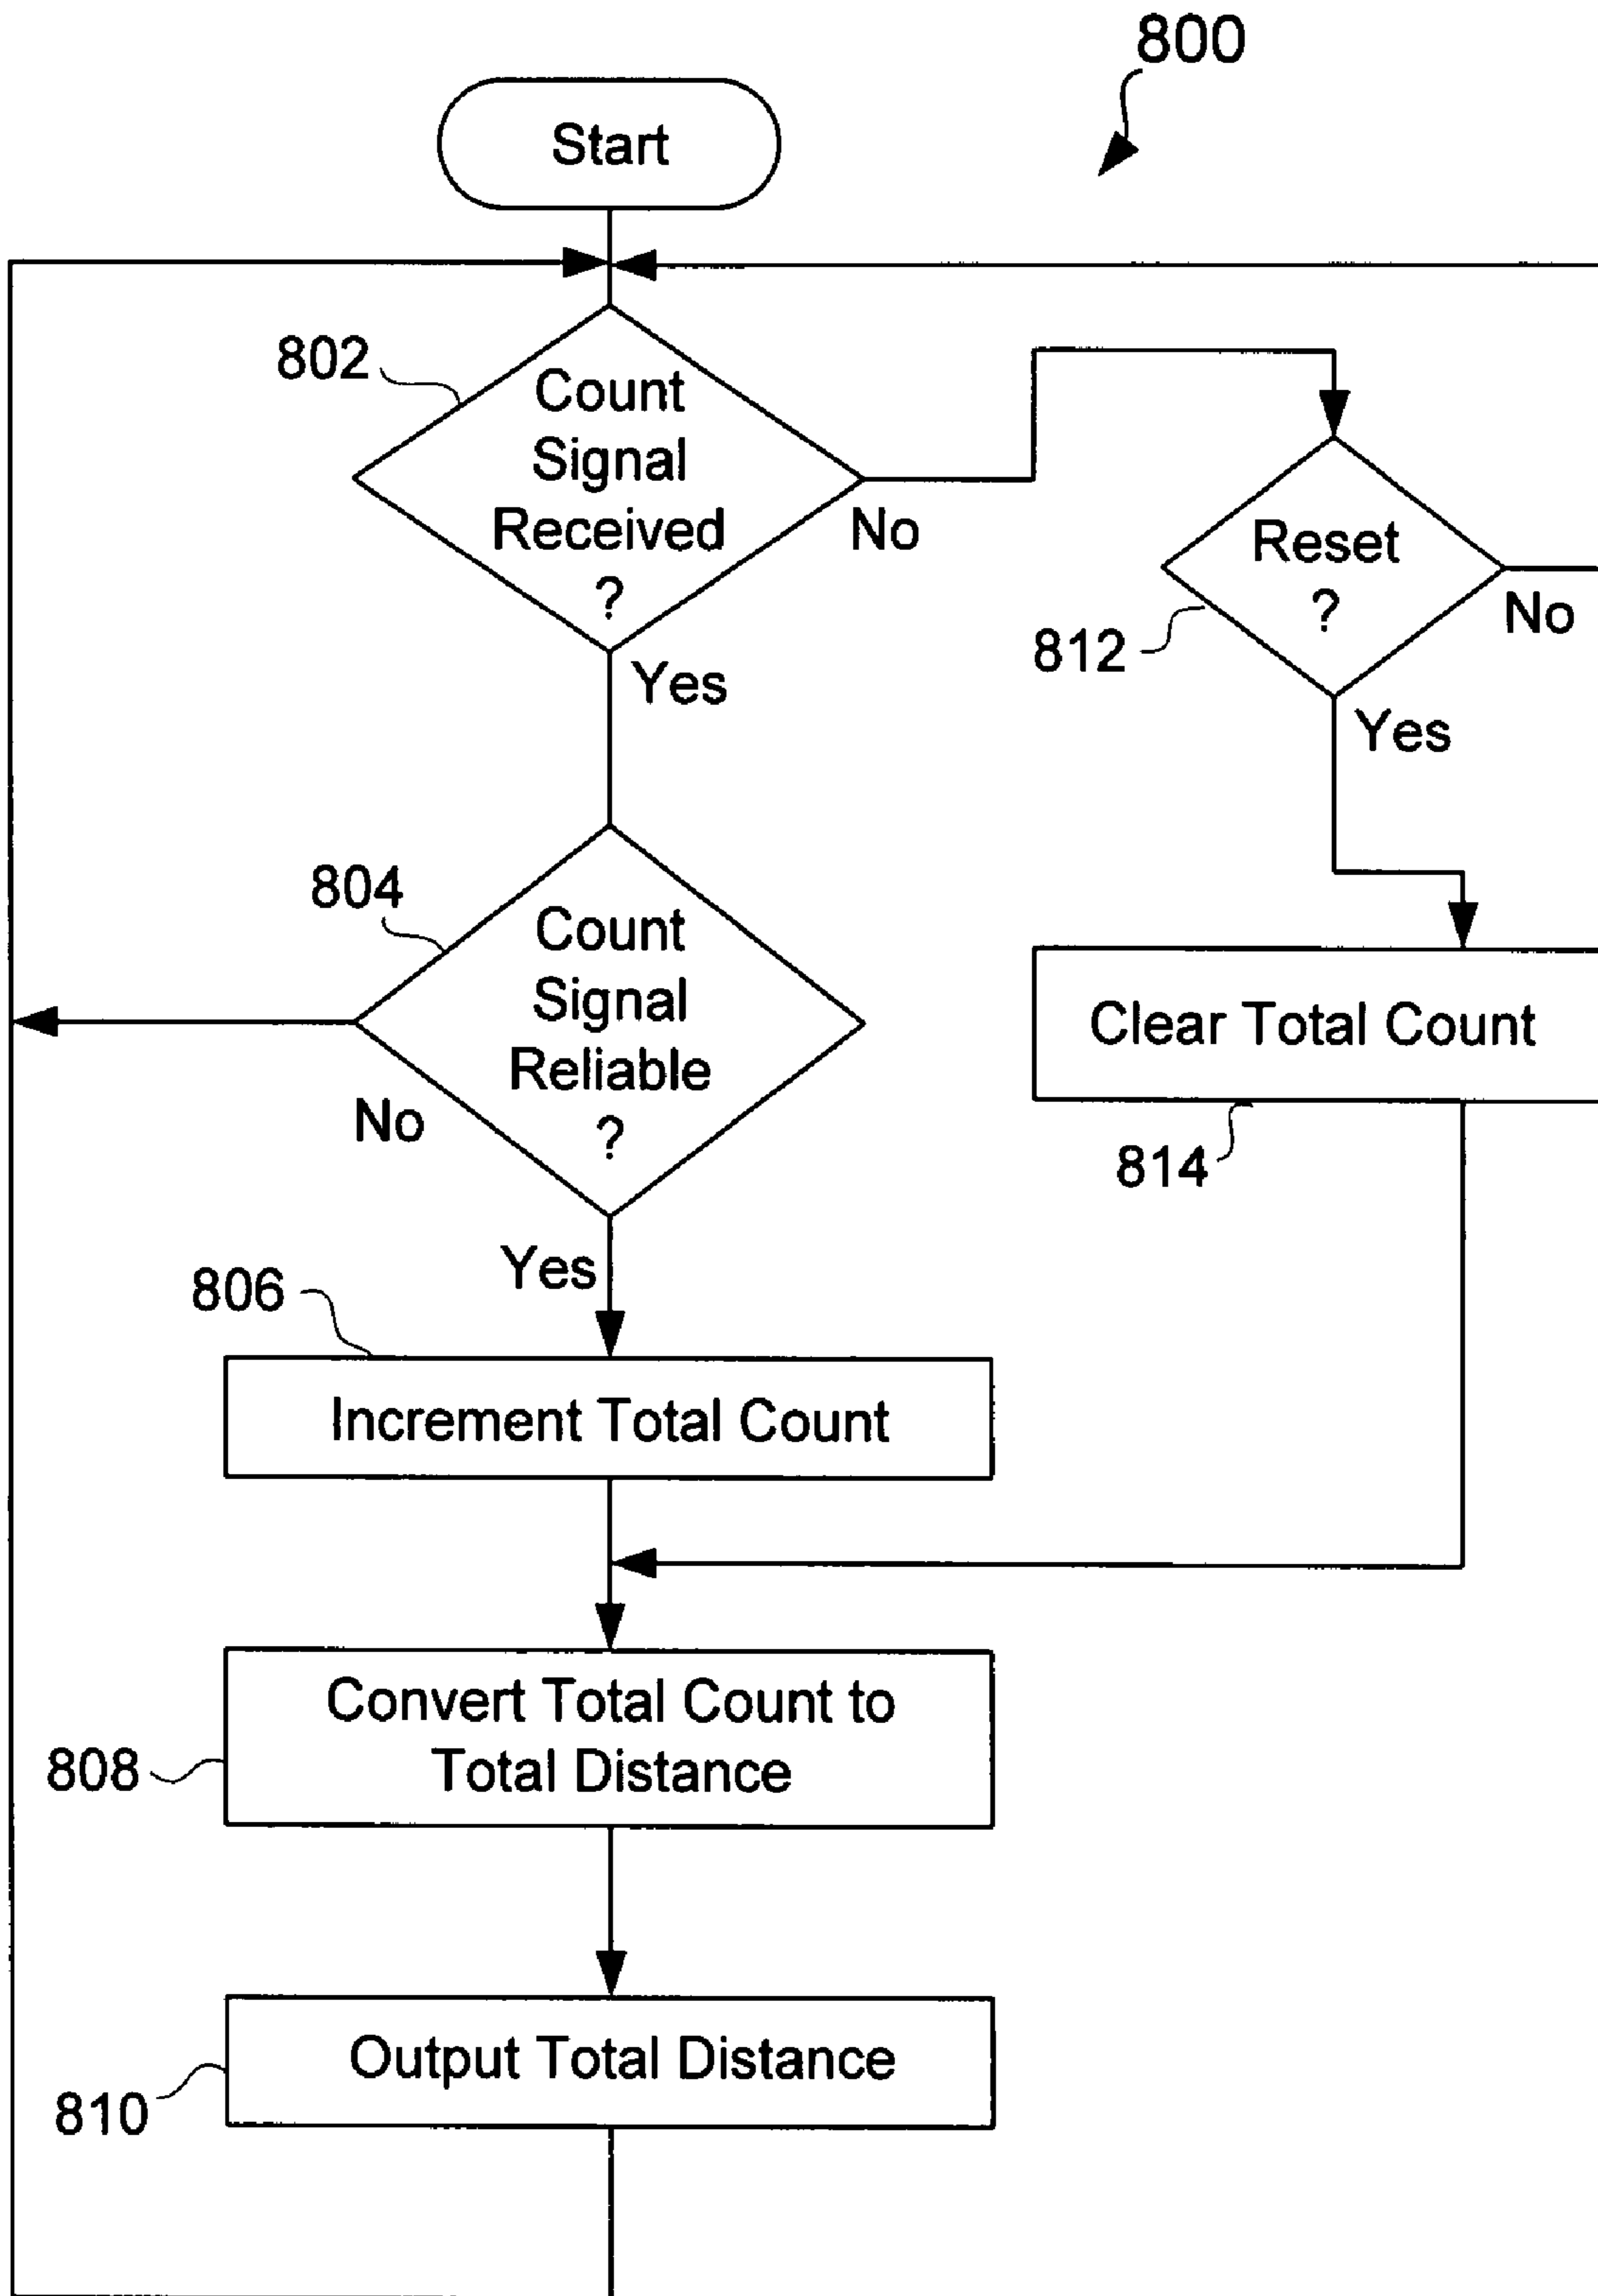 800
Start
802
Count
Signal
Received
?
No
Yes
Reset
?
812
No
Yes
804
Count
Signal
Reliable
?
No
Yes
Clear Total Count
814
806
Increment Total Count
Convert Total Count to
Total Distance
808
Output Total Distance
810